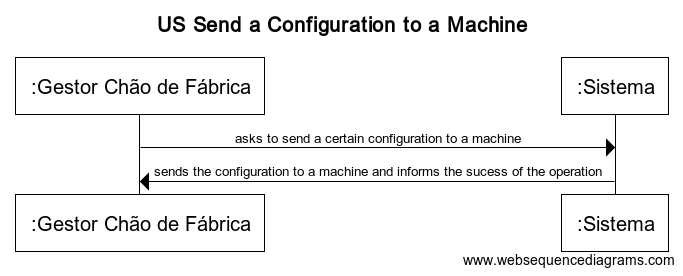 US Send a Configuration to a Machine
:Gestor Chão de Fábrica
:Sistema
asks to send a certain configuration to a machine
sends the configuration to a machine and informs the sucess of the operation
:Gestor Chão de Fábrica
:Sistema
www.websequencediagrams.com